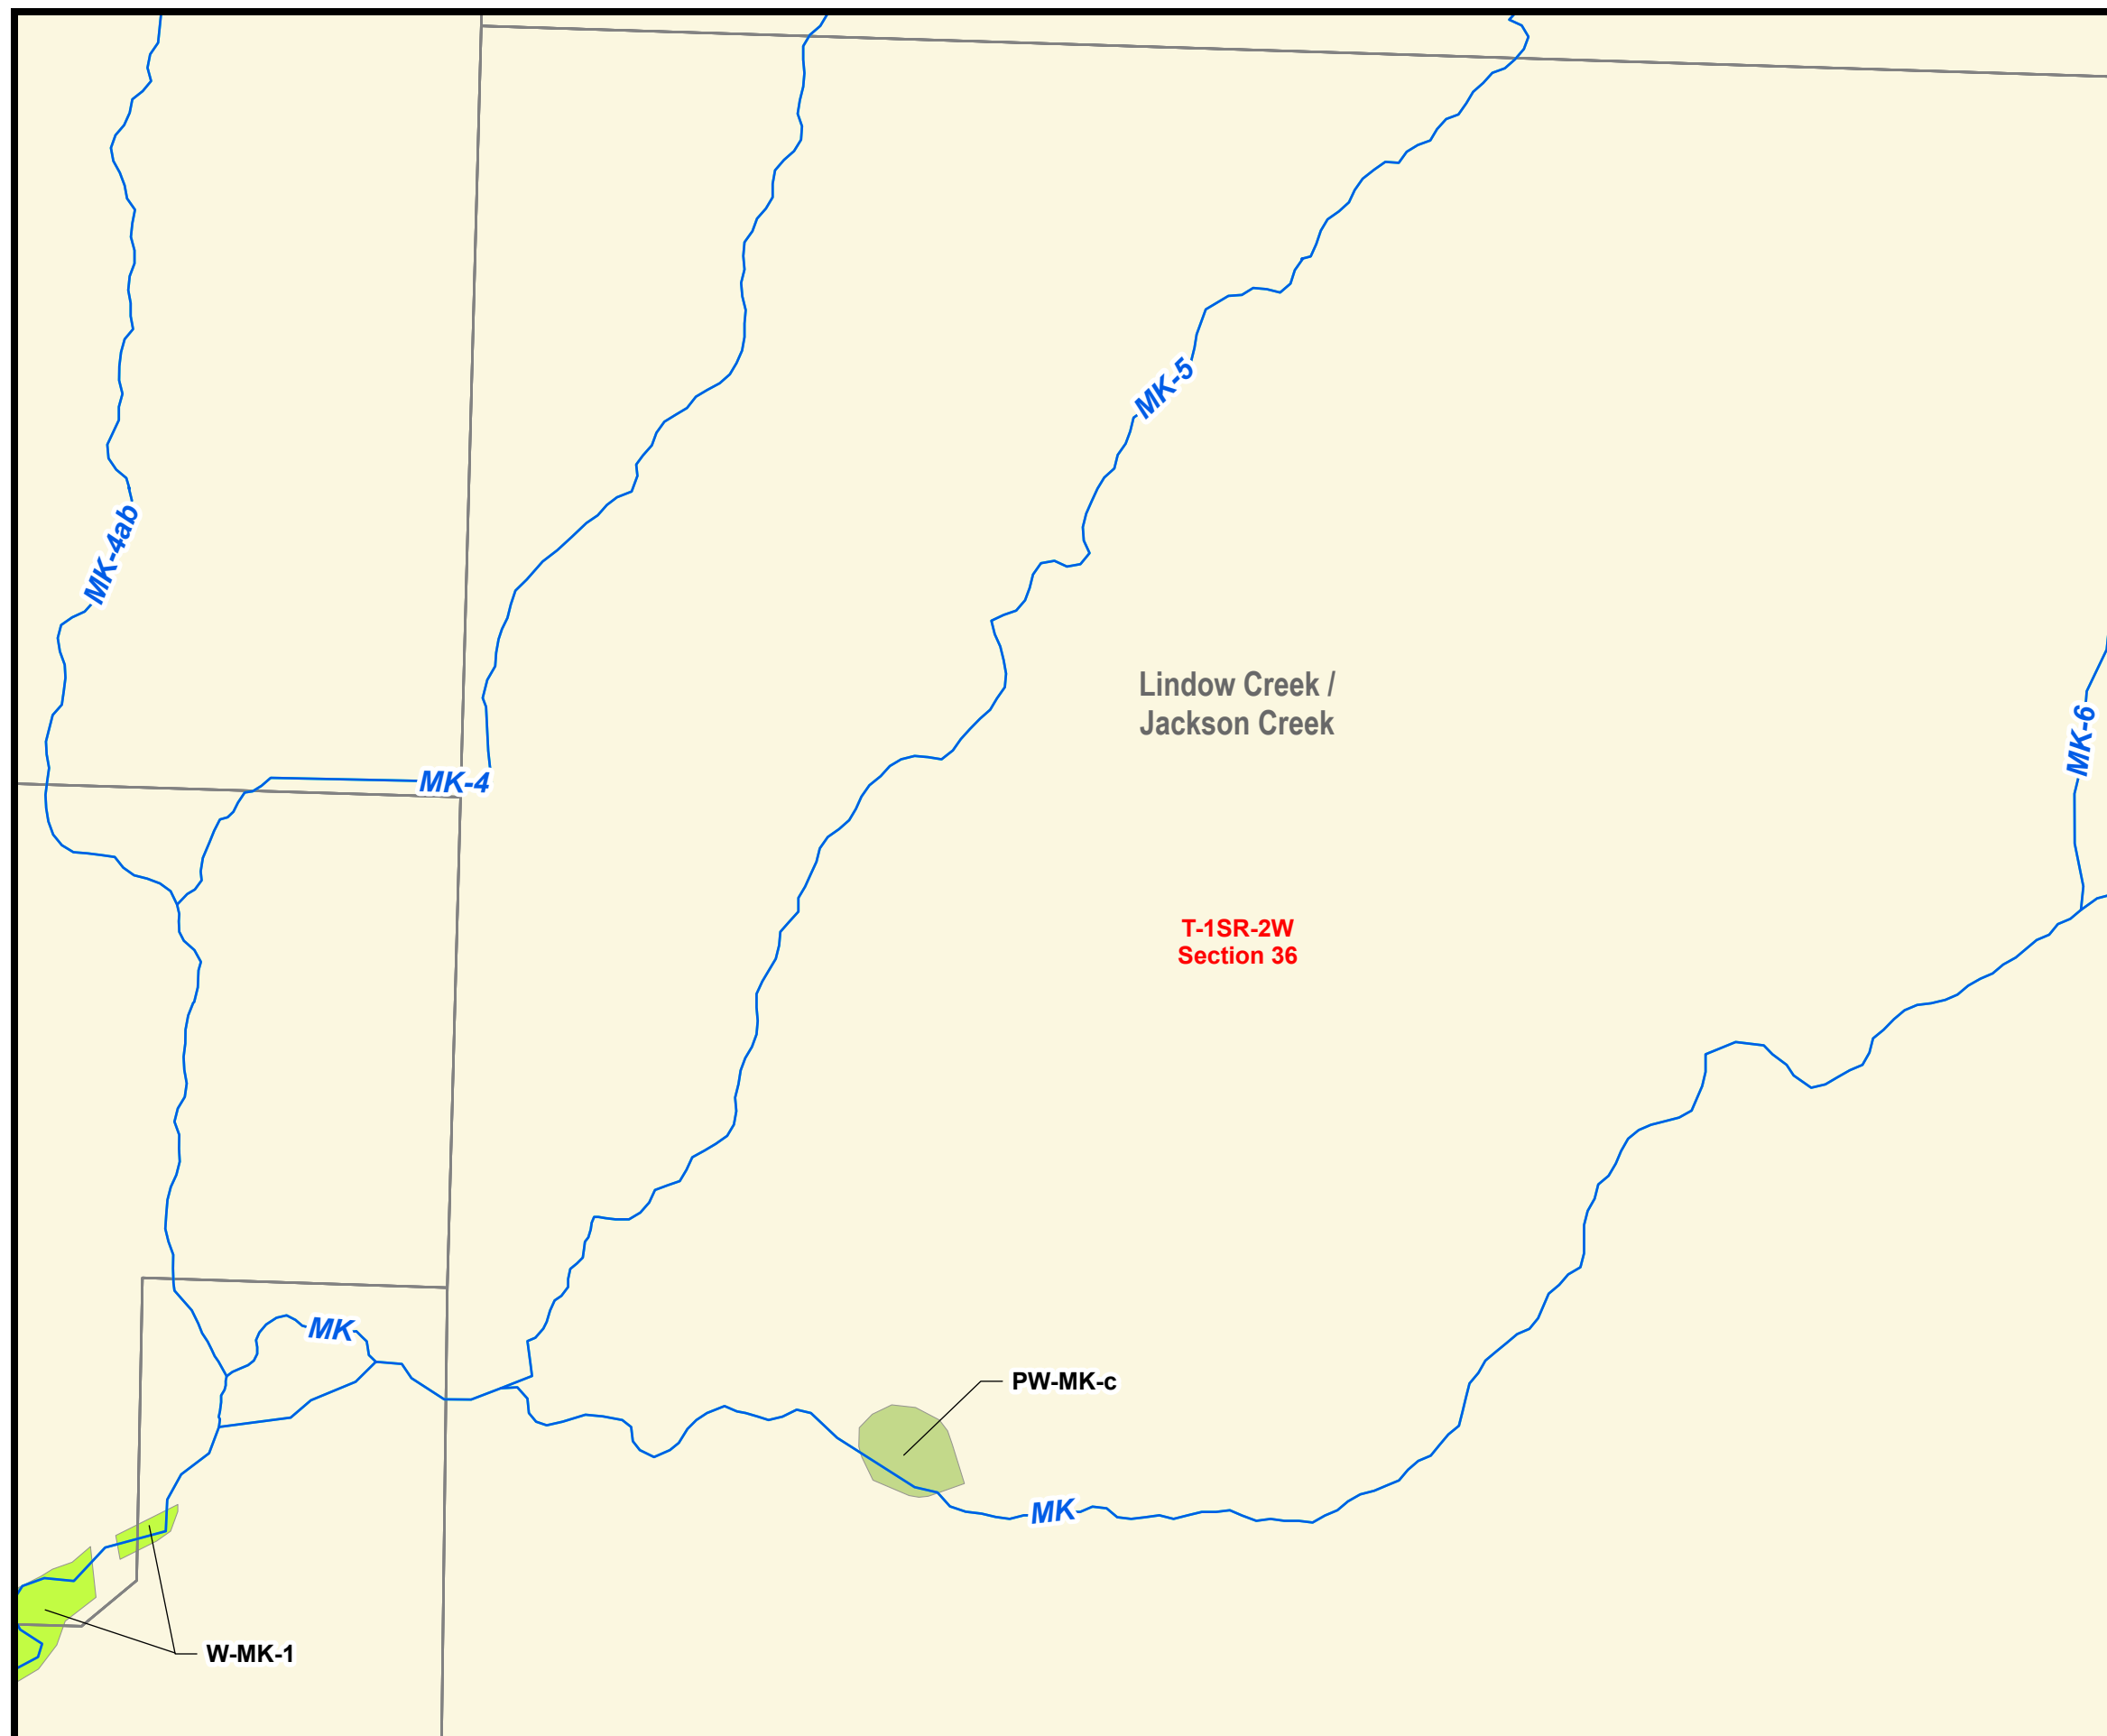 MK-5
MK-4ab
Lindow Creek /
Jackson Creek
MK-6
MK-4
T-1SR-2W
Section 36
MK
PW-MK-c
MK
W-MK-1